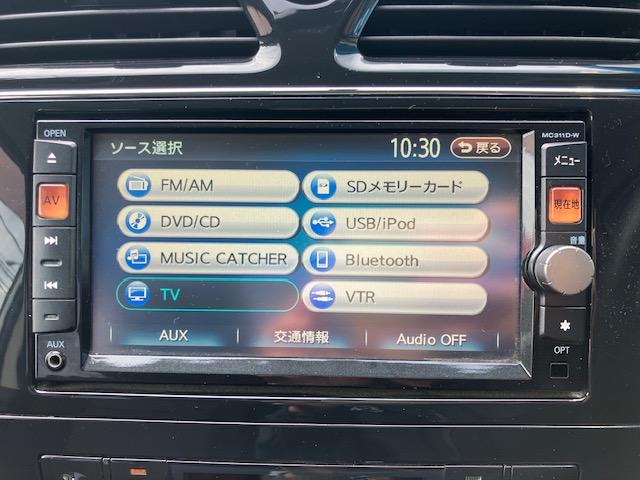 OPEN
MC311D-W
ソース選択
10:30
戻る
メニュー
FM/AM
SDメモリーカード
AV
現在地
DVD/CD
USB/iPod
音量
MUSIC CATCHER
Bluetooth
TV
VTR
AUX
交通情報
Audio OFF
AUX
OPT